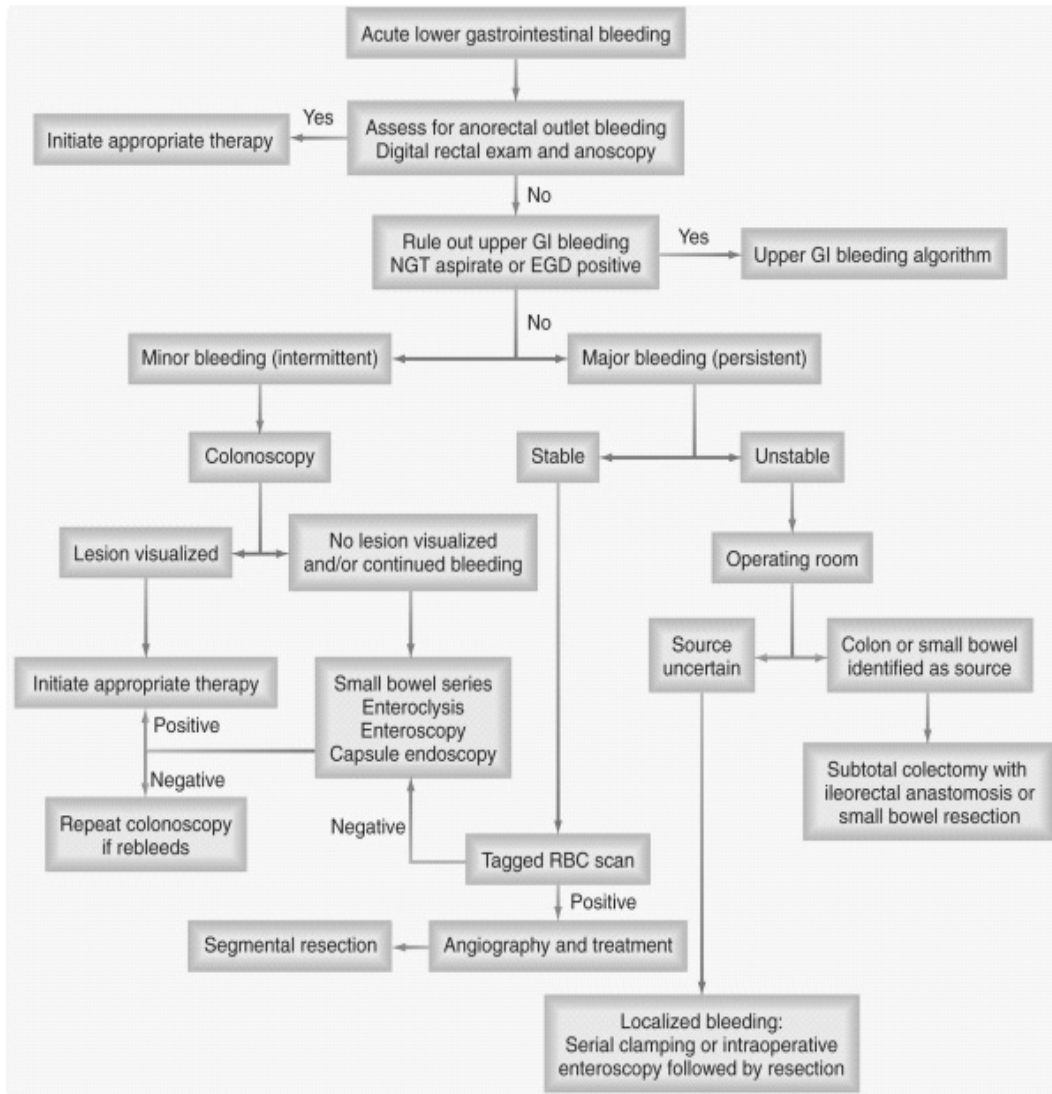 Acute lower gastrointestinal bleeding
Yes
Initiate appropriate therapy
Assess for anorectal outlet bleeding
Digital rectal exam and anoscopy
No
Rule out upper GI bleeding
NGT aspirate or EGD positive
Yes
Upper GI bleeding algorithm
No
Minor bleeding (intermittent)
Major bleeding (persistent)
Colonoscopy
Stable
Unstable
Lesion visualized
No lesion visualized
and/or continued bleeding
Operating room
Source
uncertain
Colon or small bowel
identified as source
Initiate appropriate therapy
Small bowel series
Enteroclysis
Enteroscopy
Capsule endoscopy
Positive
Negative
Repeat colonoscopy
if rebleeds
Negative
Subtotal colectomy with
ileorectal anastomosis or
small bowel resection
Tagged RBC scan
Positive
Segmental resection
Angiography and treatment
Localized bleeding:
Serial clamping or intraoperative
enteroscopy followed by resection